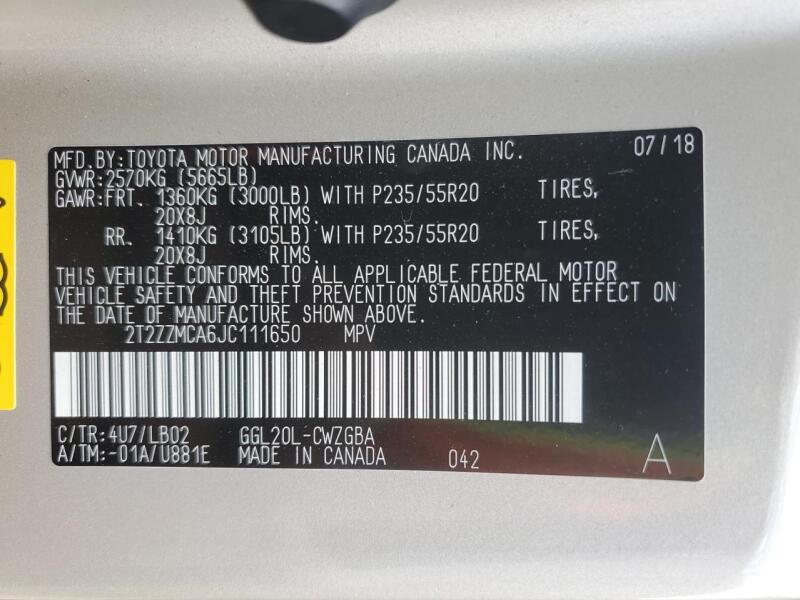 MFD.BY:TOYOTA MOTOR MANUFACTURING CANADA INC. 07/18
GVWR:2570KG (5665LB)
GAWR:FRT. 1360KG (3000LB) WITH P235/55R20 TIRES,
20X8J RIMS.
RR. 1410KG (3105LB) WITH P235/55R20 TIRES,
20X8J RIMS.
THIS VEHICLE CONFORMS TO ALL APPLICABLE FEDERAL MOTOR
VEHICLE SAFETY AND THEFT PREVENTION STANDARDS IN EFFECT ON
THE DATE OF MANUFACTURE SHOWN ABOVE.
2T2ZZMCA6JC111650 MPV
C/TR:4U7/LB02 GGL20L-CWZGBA
A/TM:-01A/U881E MADE IN CANADA 042 A